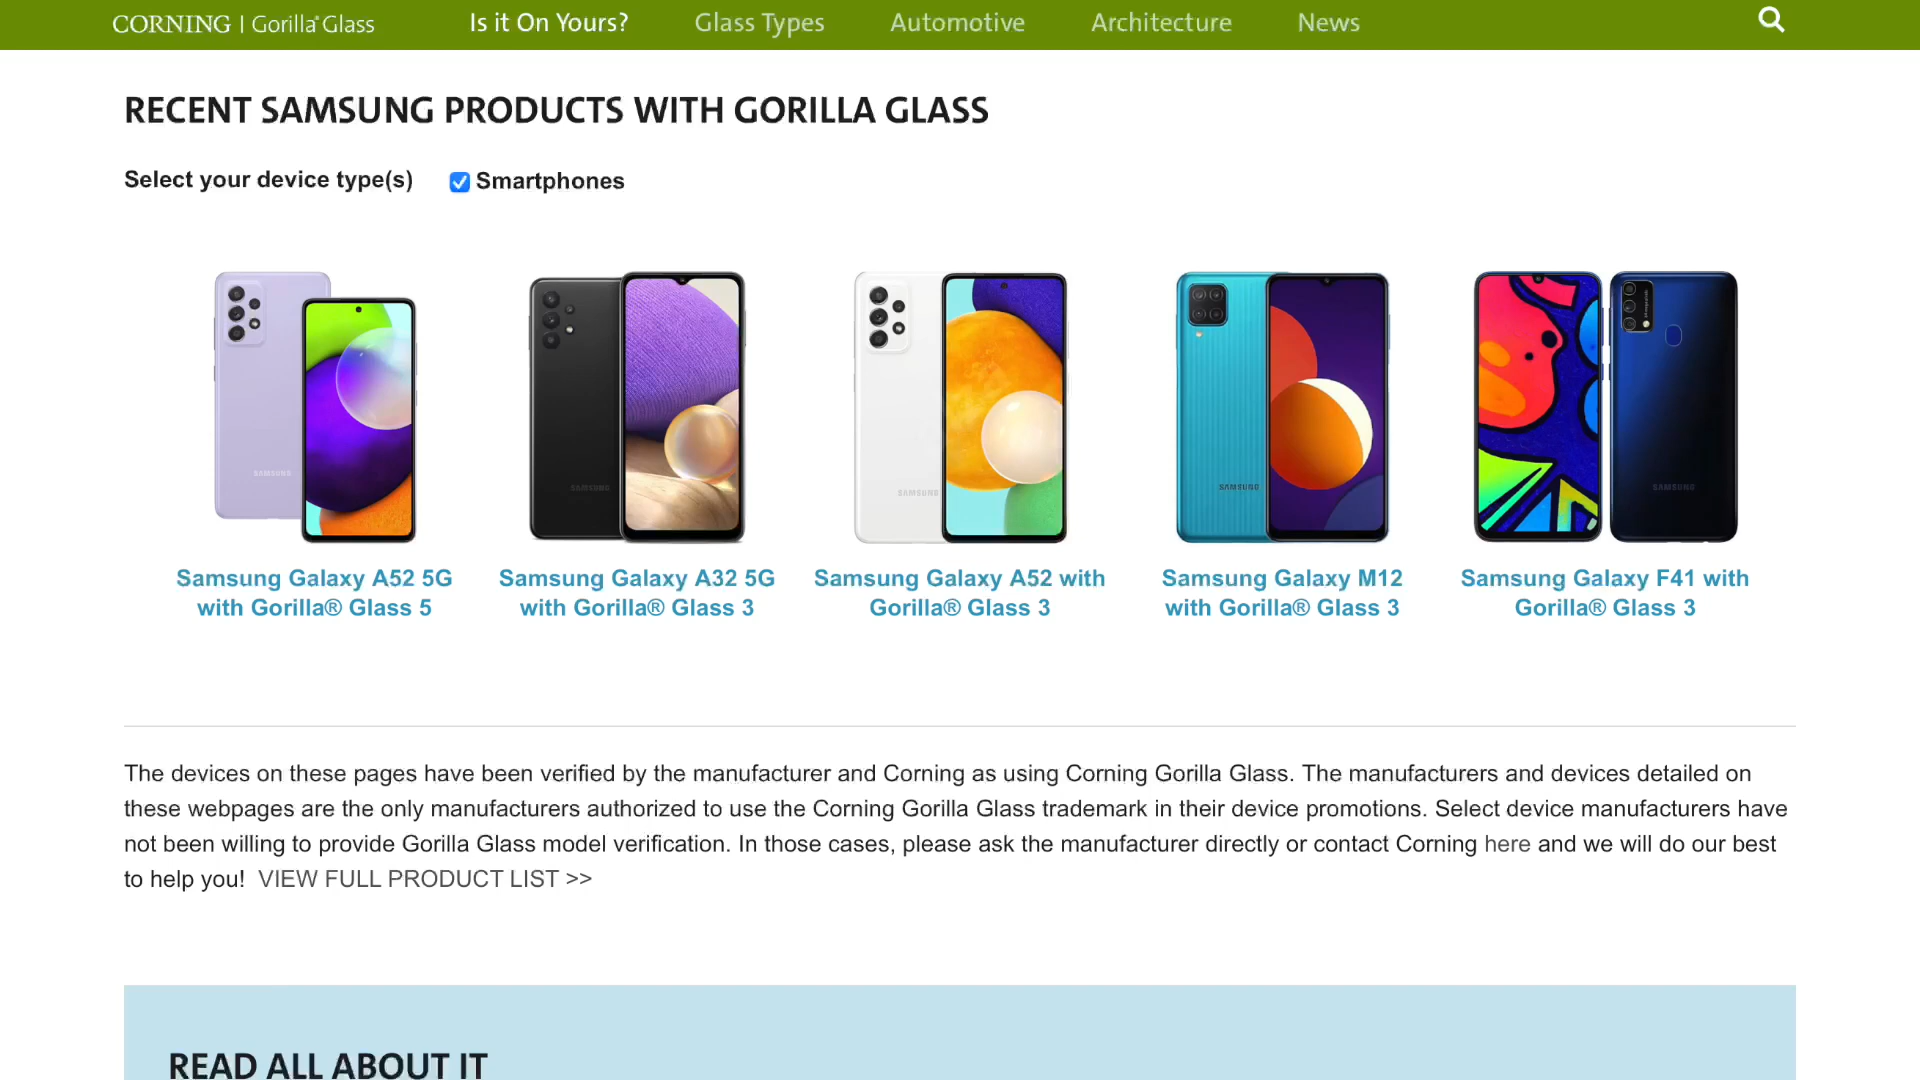 CORNING | Gorilla® Glass
Is it On Yours?
Glass Types
Automotive
Architecture
News
RECENT SAMSUNG PRODUCTS WITH GORILLA GLASS
Select your device type(s)
Smartphones
SAMSUNG
SAMSUNG
SAMSUNG
SAMSUNG
SAMSUNG
Samsung Galaxy A52 5G
with Gorilla® Glass 5
Samsung Galaxy A32 5G
with Gorilla® Glass 3
Samsung Galaxy A52 with
Gorilla® Glass 3
Samsung Galaxy M12
with Gorilla® Glass 3
Samsung Galaxy F41 with
Gorilla® Glass 3
The devices on these pages have been verified by the manufacturer and Corning as using Corning Gorilla Glass. The manufacturers and devices detailed on
these webpages are the only manufacturers authorized to use the Corning Gorilla Glass trademark in their device promotions. Select device manufacturers have
not been willing to provide Gorilla Glass model verification. In those cases, please ask the manufacturer directly or contact Corning here and we will do our best
to help you! VIEW FULL PRODUCT LIST >>
READ ALL ABOUT IT